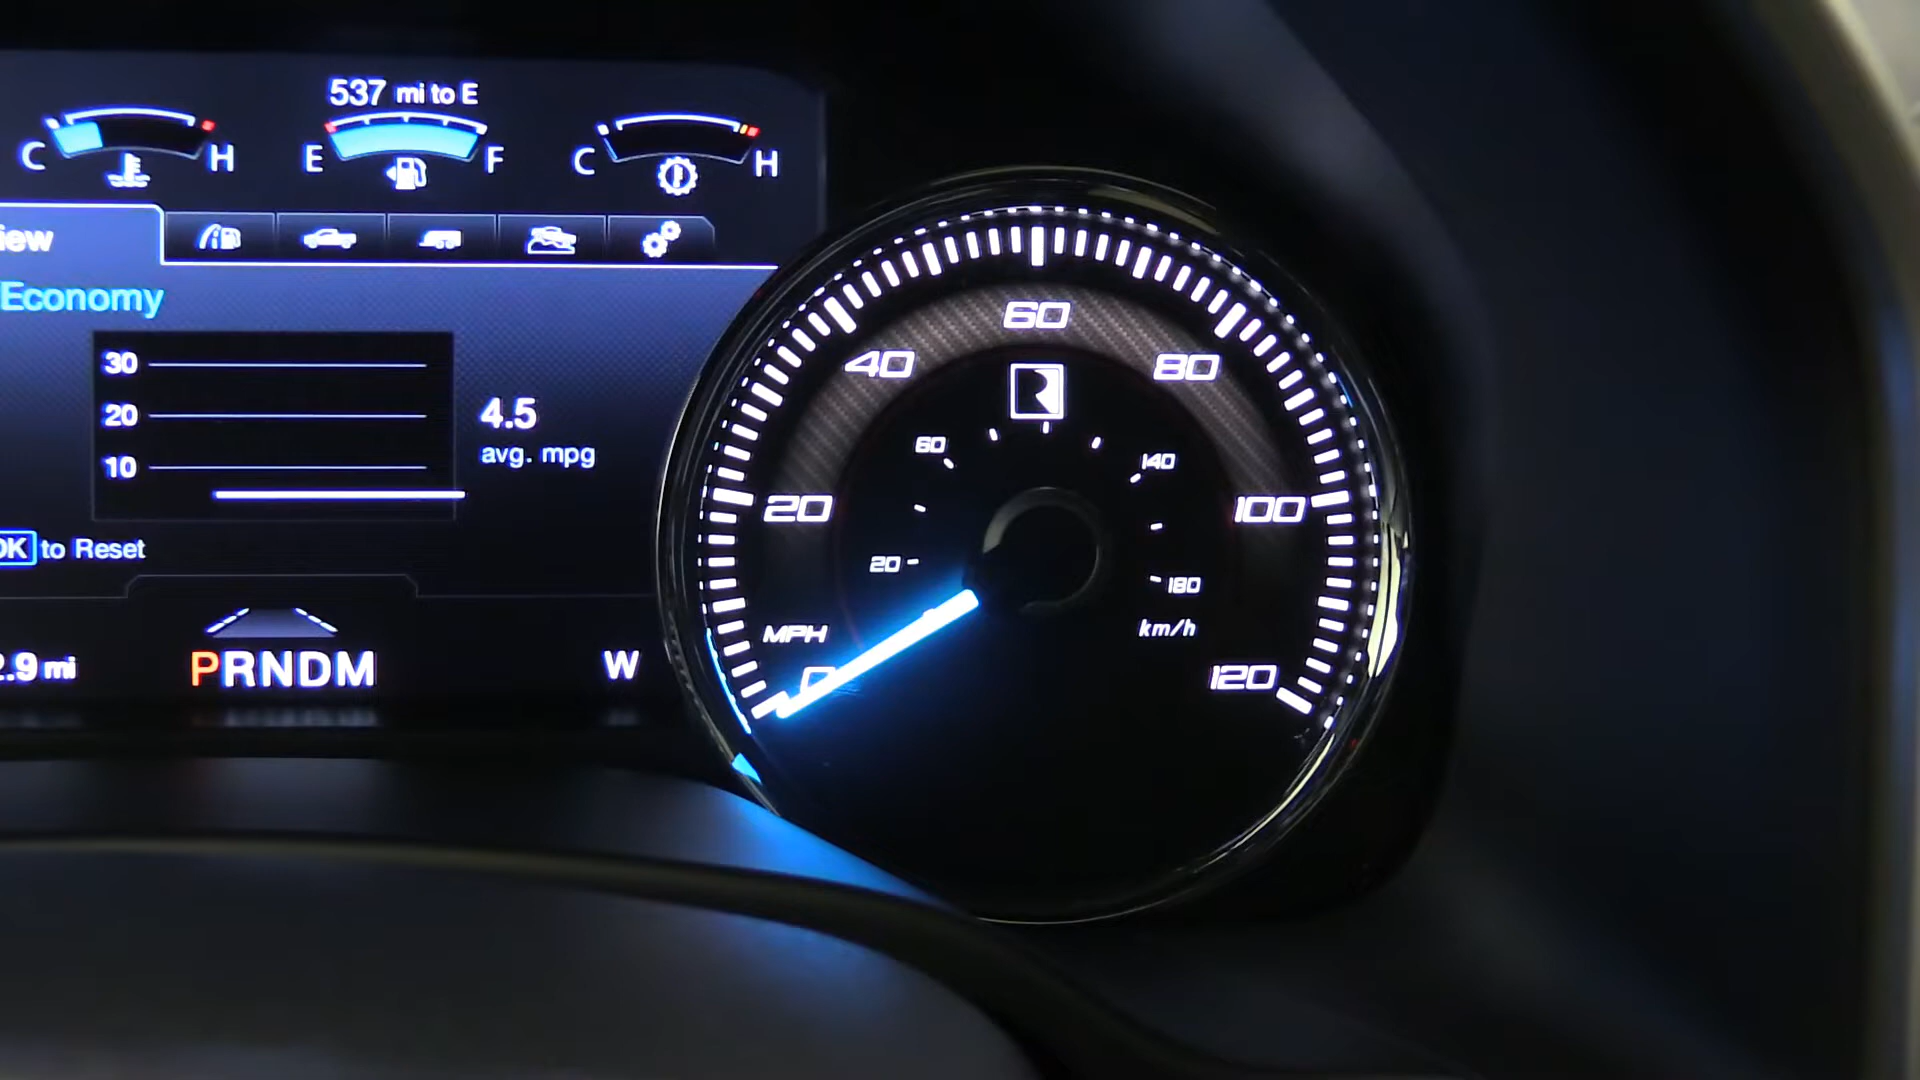 537 mi to E
C H E F C H
iew
Economy
30
20
10
4.5
avg. mpg
OK to Reset
2.9 mi
PRNDM
W
0
20
40
60
80
100
120
MPH
20
60
140
180
km/h
R